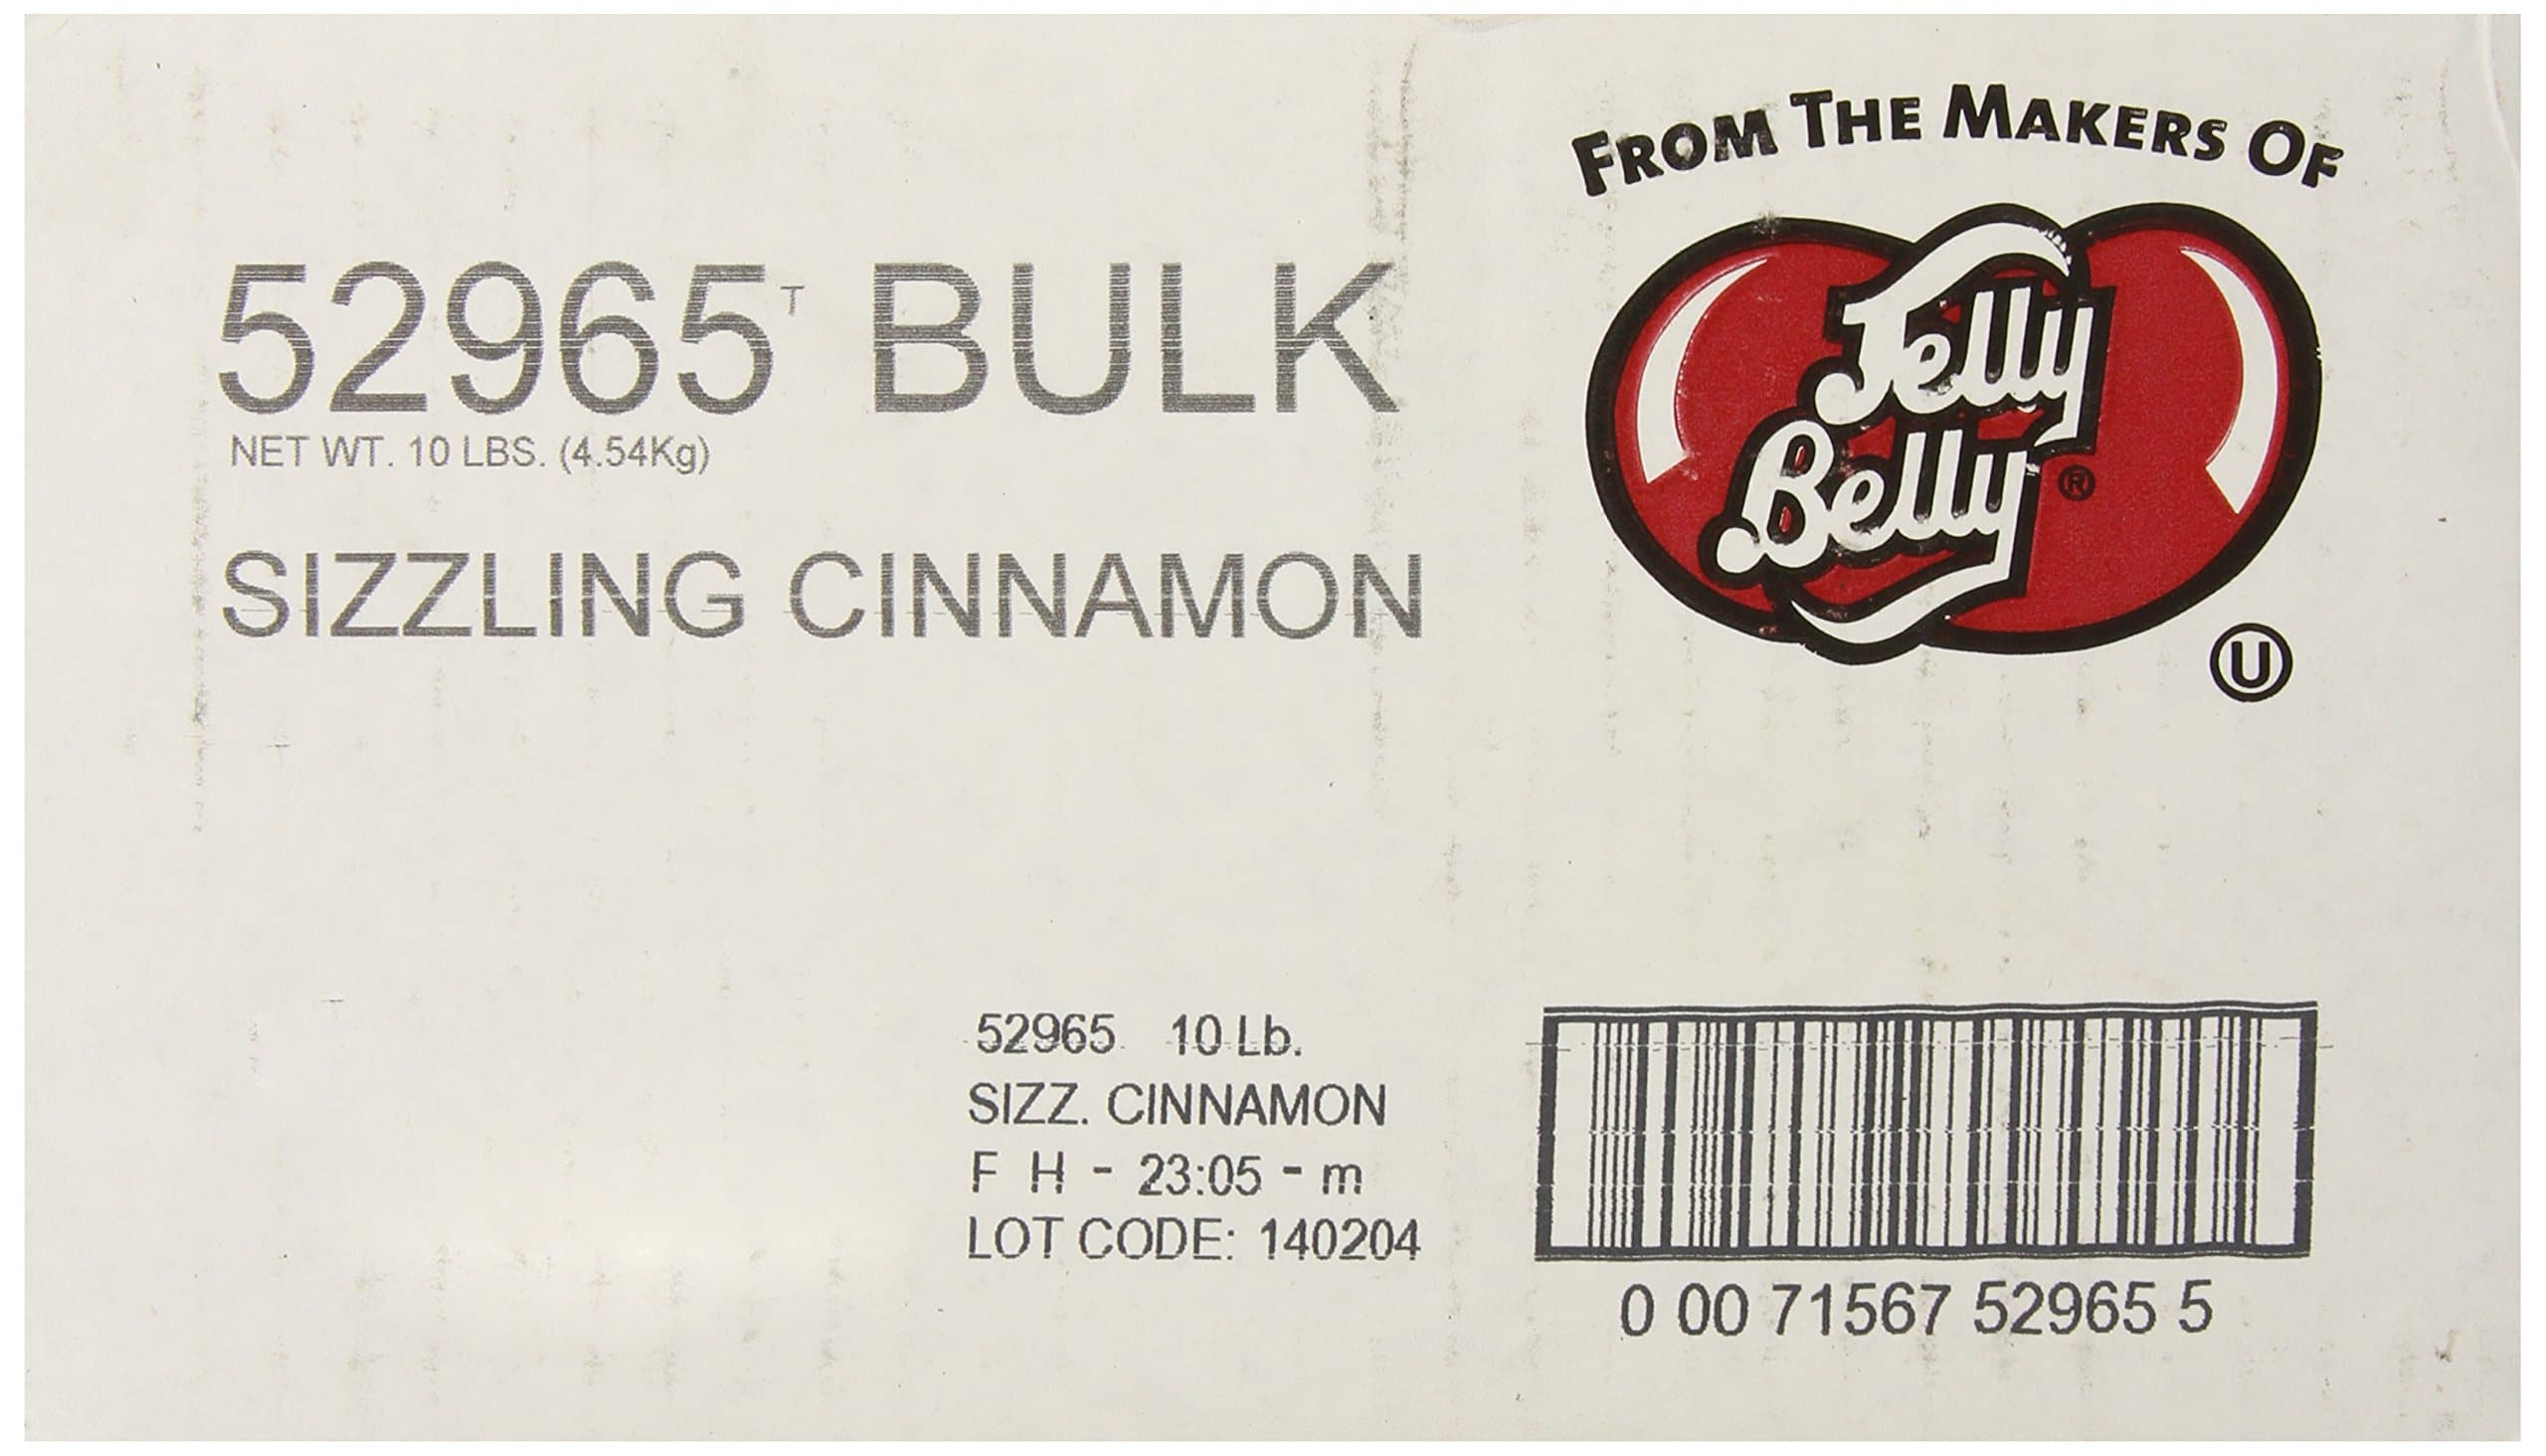 FROM THE MAKERS OF
Jelly
Belly®
U
52965 T BULK
NET WT. 10 LBS. (4.54Kg)
SIZZLING CINNAMON
52965 10 Lb.
SIZZ. CINNAMON
F H - 23:05 - m
LOT CODE: 140204
0 00 71567 52965 5